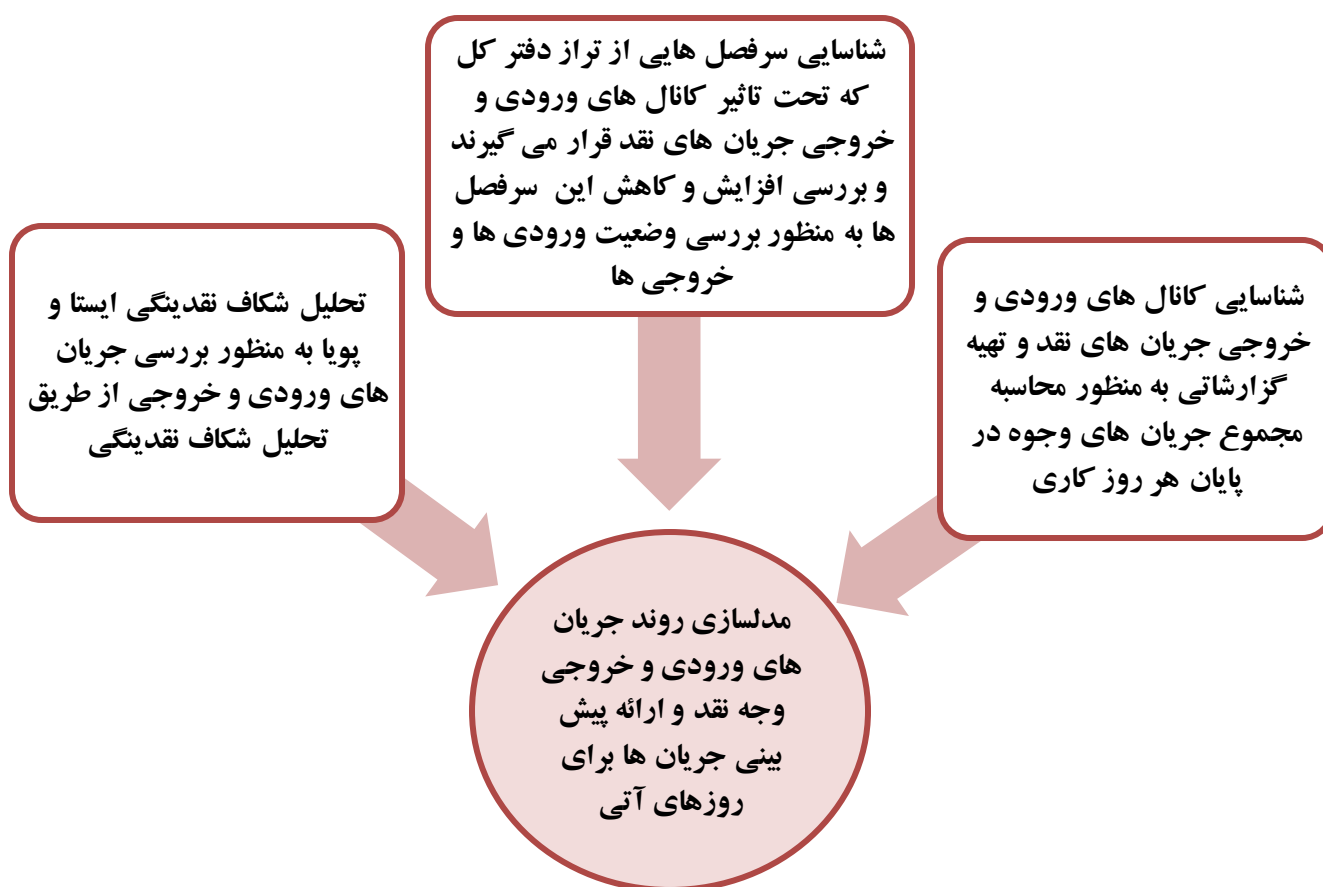 شناسایی سرفصل هایی از تراز دفتر کل
که تحت تاثیر کانال های ورودی و
خروجی جریان های نقد قرار می گیرند
و بررسی افزایش و کاهش این سرفصل
ها به منظور بررسی وضعیت ورودی ها و
خروجی ها
شناسایی کانال های ورودی و
خروجی جریان های نقد و تهیه
گزارشاتی به منظور محاسبه
مجموع جریان های وجوه در
پایان هر روز کاری
تحلیل شکاف نقدینگی ایستا و
پویا به منظور بررسی جریان
های ورودی و خروجی از طریق
تحلیل شکاف نقدینگی
مدلسازی روند جریان
های ورودی و خروجی
وجه نقد و ارائه پیش
بینی جریان ها برای
روزهای آتی